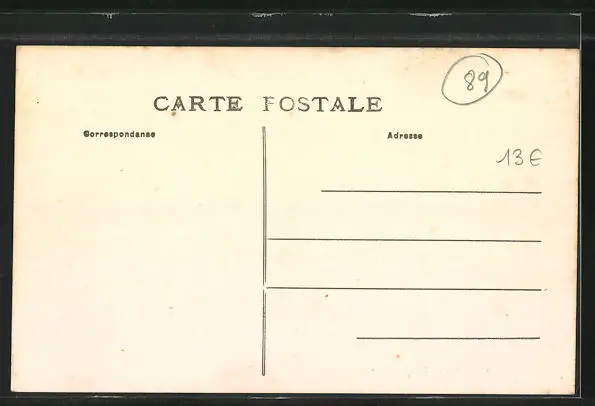 89
CARTE POSTALE
Correspondance Adresse
13€